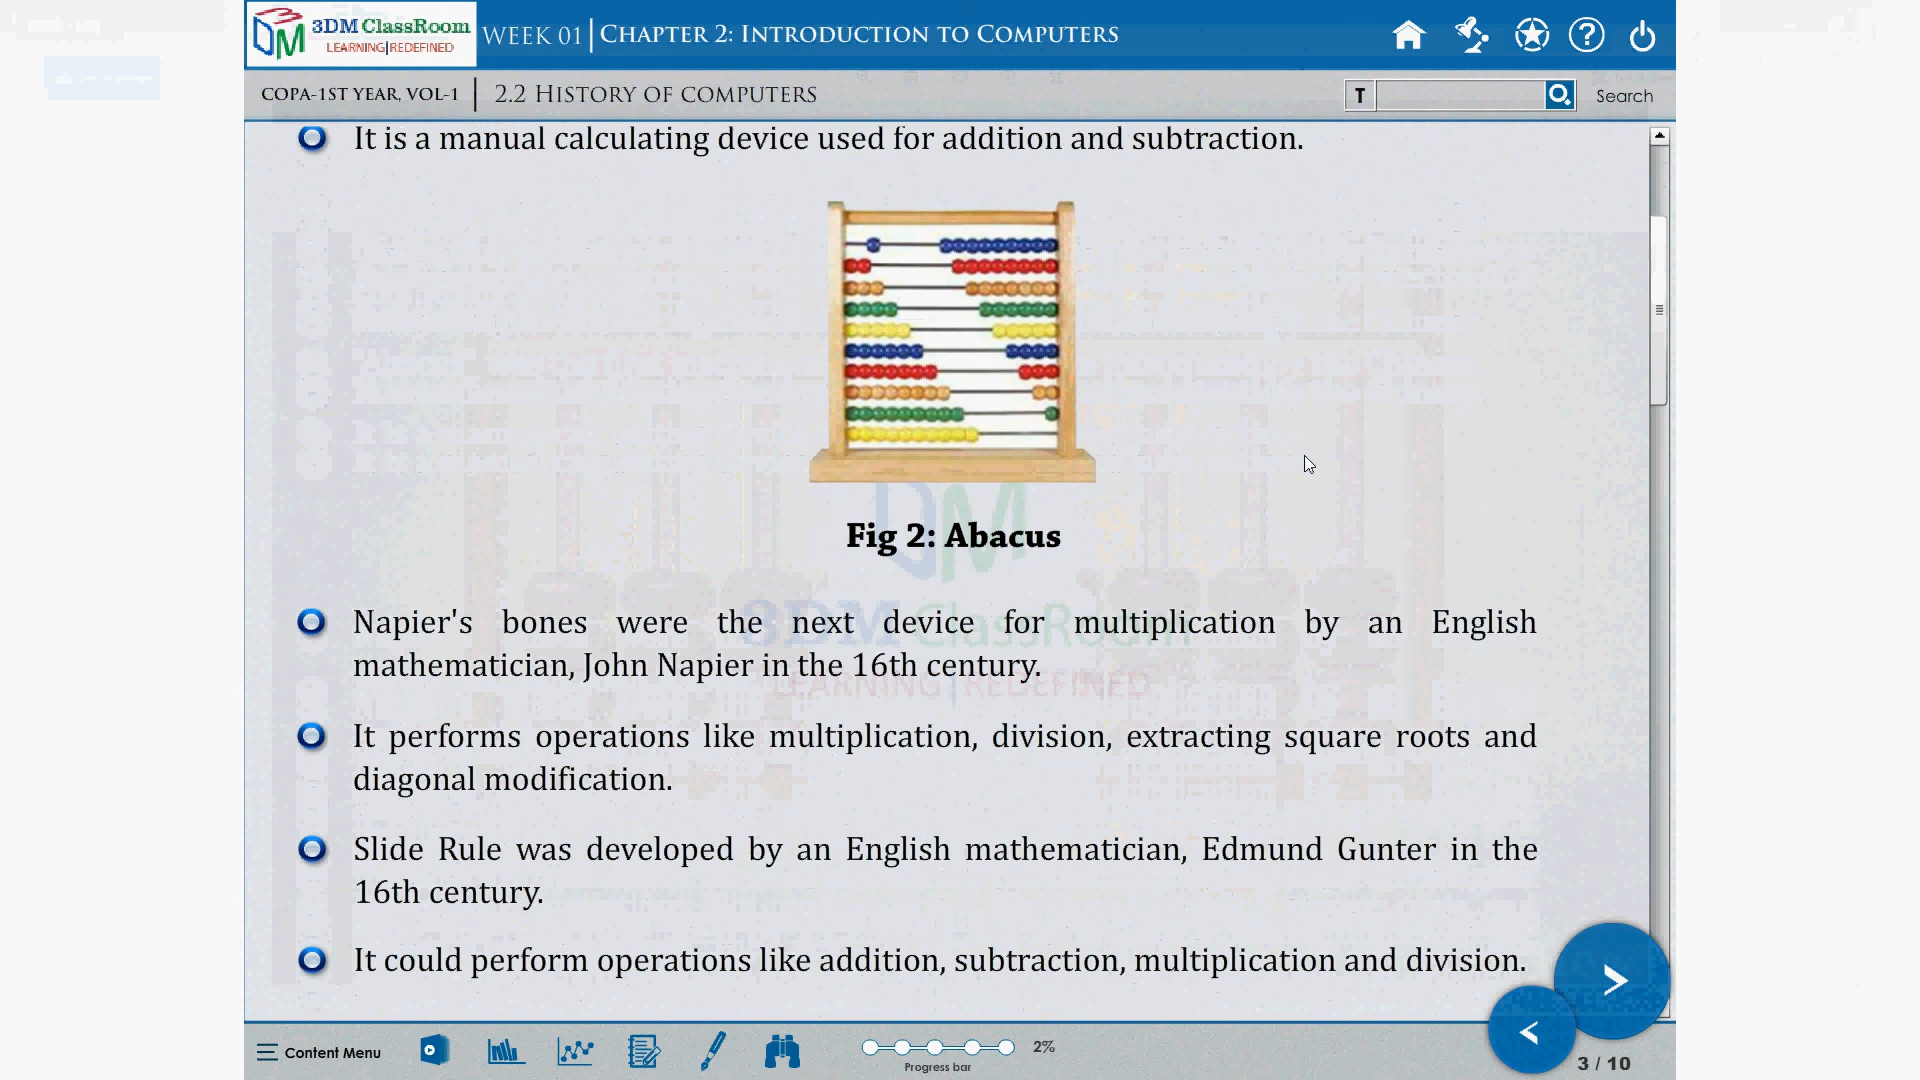 3DM ClassRoom
LEARNING|REDEFINED
WEEK 01 | CHAPTER 2: INTRODUCTION TO COMPUTERS
COPA-1ST YEAR, VOL-1 | 2.2 HISTORY OF COMPUTERS
T
Search
It is a manual calculating device used for addition and subtraction.
Fig 2: Abacus
3DM ClassRoom
LEARNING|REDEFINED
Napier's bones were the next device for multiplication by an English
mathematician, John Napier in the 16th century.
It performs operations like multiplication, division, extracting square roots and
diagonal modification.
Slide Rule was developed by an English mathematician, Edmund Gunter in the
16th century.
It could perform operations like addition, subtraction, multiplication and division.
Content Menu
2%
Progress bar
3 / 10